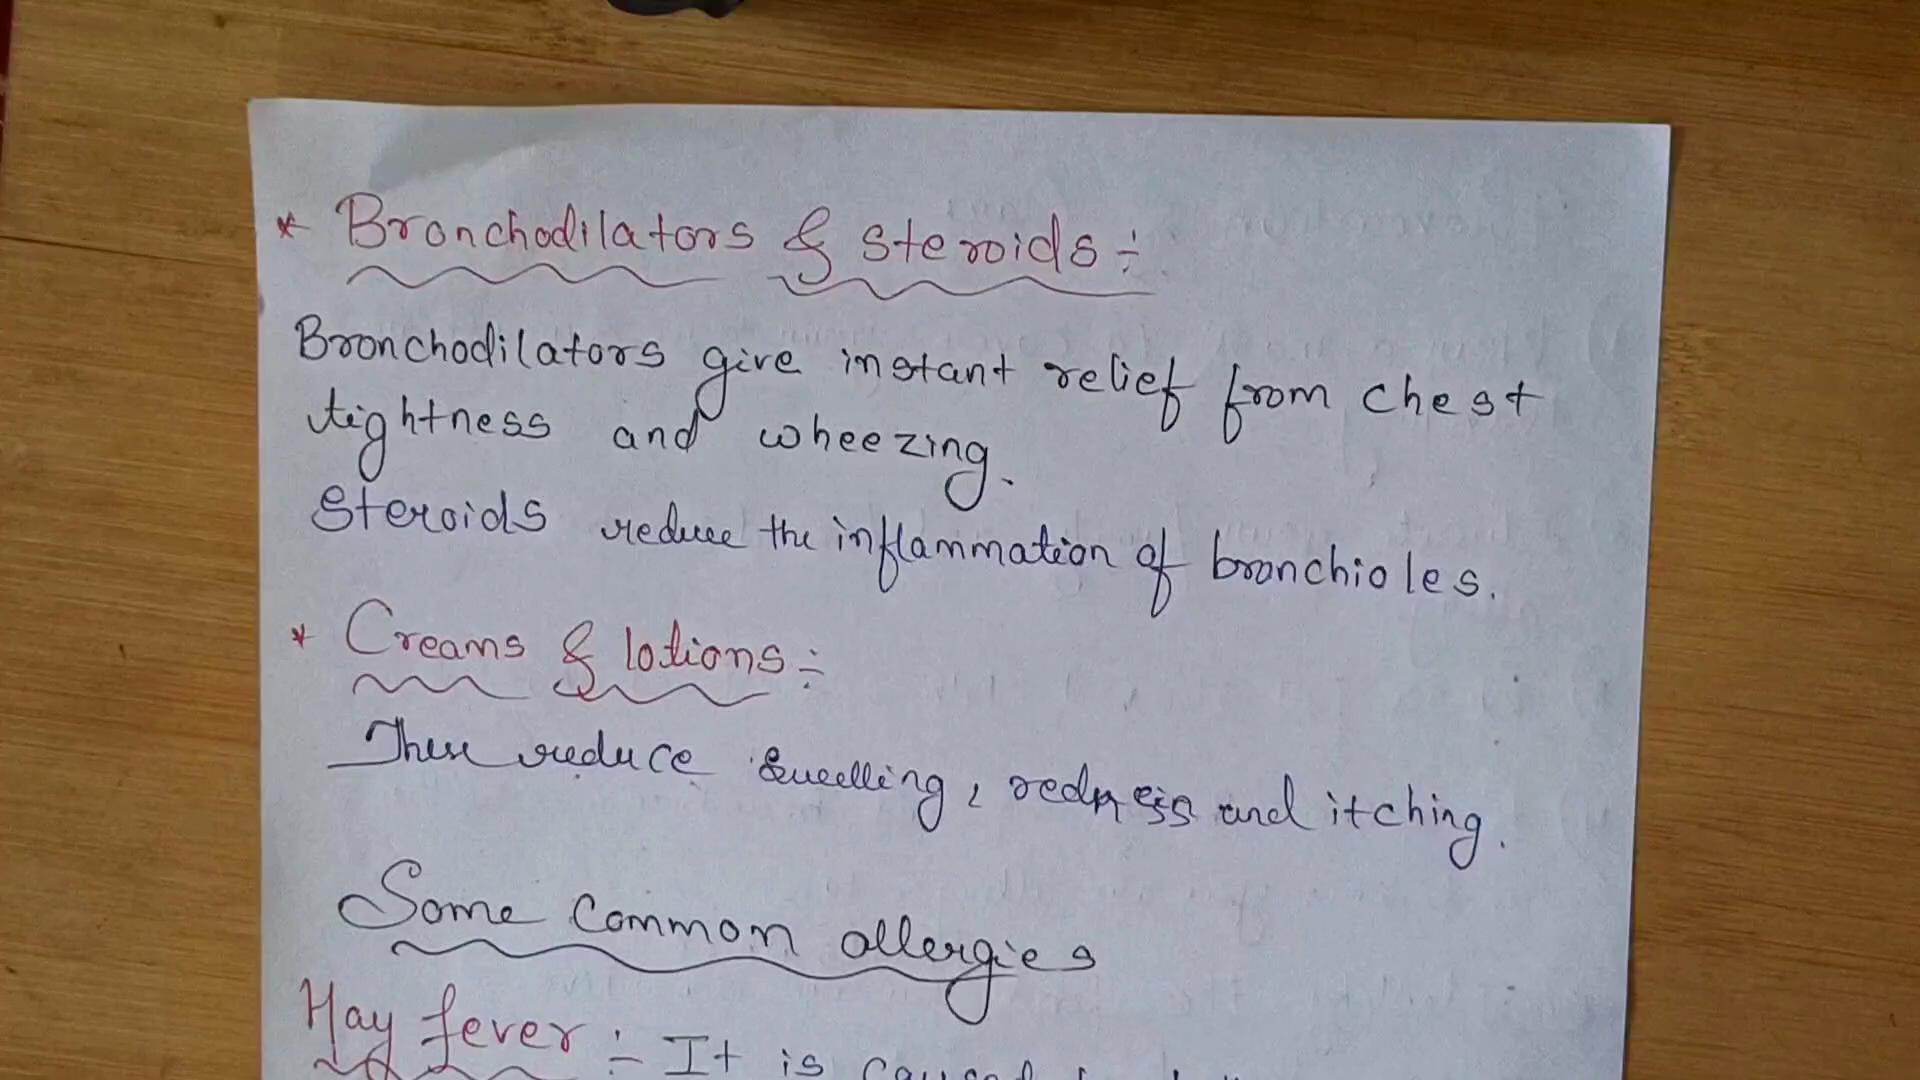 * Bronchodilators & steroids ÷
Bronchodilators give instant relief from chest
tightness and wheezing.
Steroids reduce the inflammation of bronchioles.
* Creams & lotions ÷
These reduce swelling, redness and itching.
Some common allergies
Hay fever ÷ It is caused